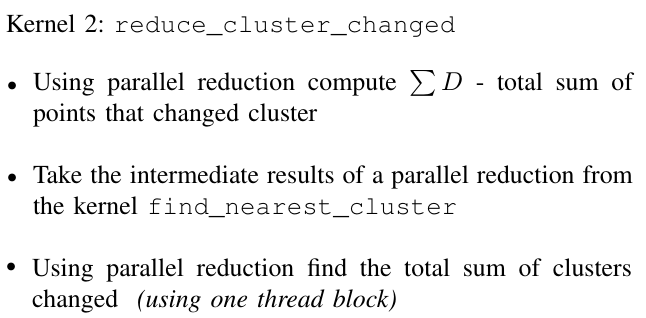 Kernel 2: reduce_cluster_changed
• Using parallel reduction compute ∑ D - total sum of
points that changed cluster
• Take the intermediate results of a parallel reduction from
the kernel find_nearest_cluster
• Using parallel reduction find the total sum of clusters
changed (using one thread block)